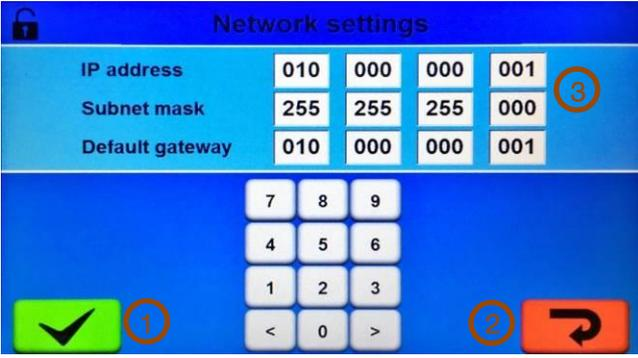 Network settings
IP address 010 000 000 001
3
Subnet mask 255 255 255 000
Default gateway 010 000 000 001
7 8 9
4 5 6
1 2 3
< 0 >
1
2